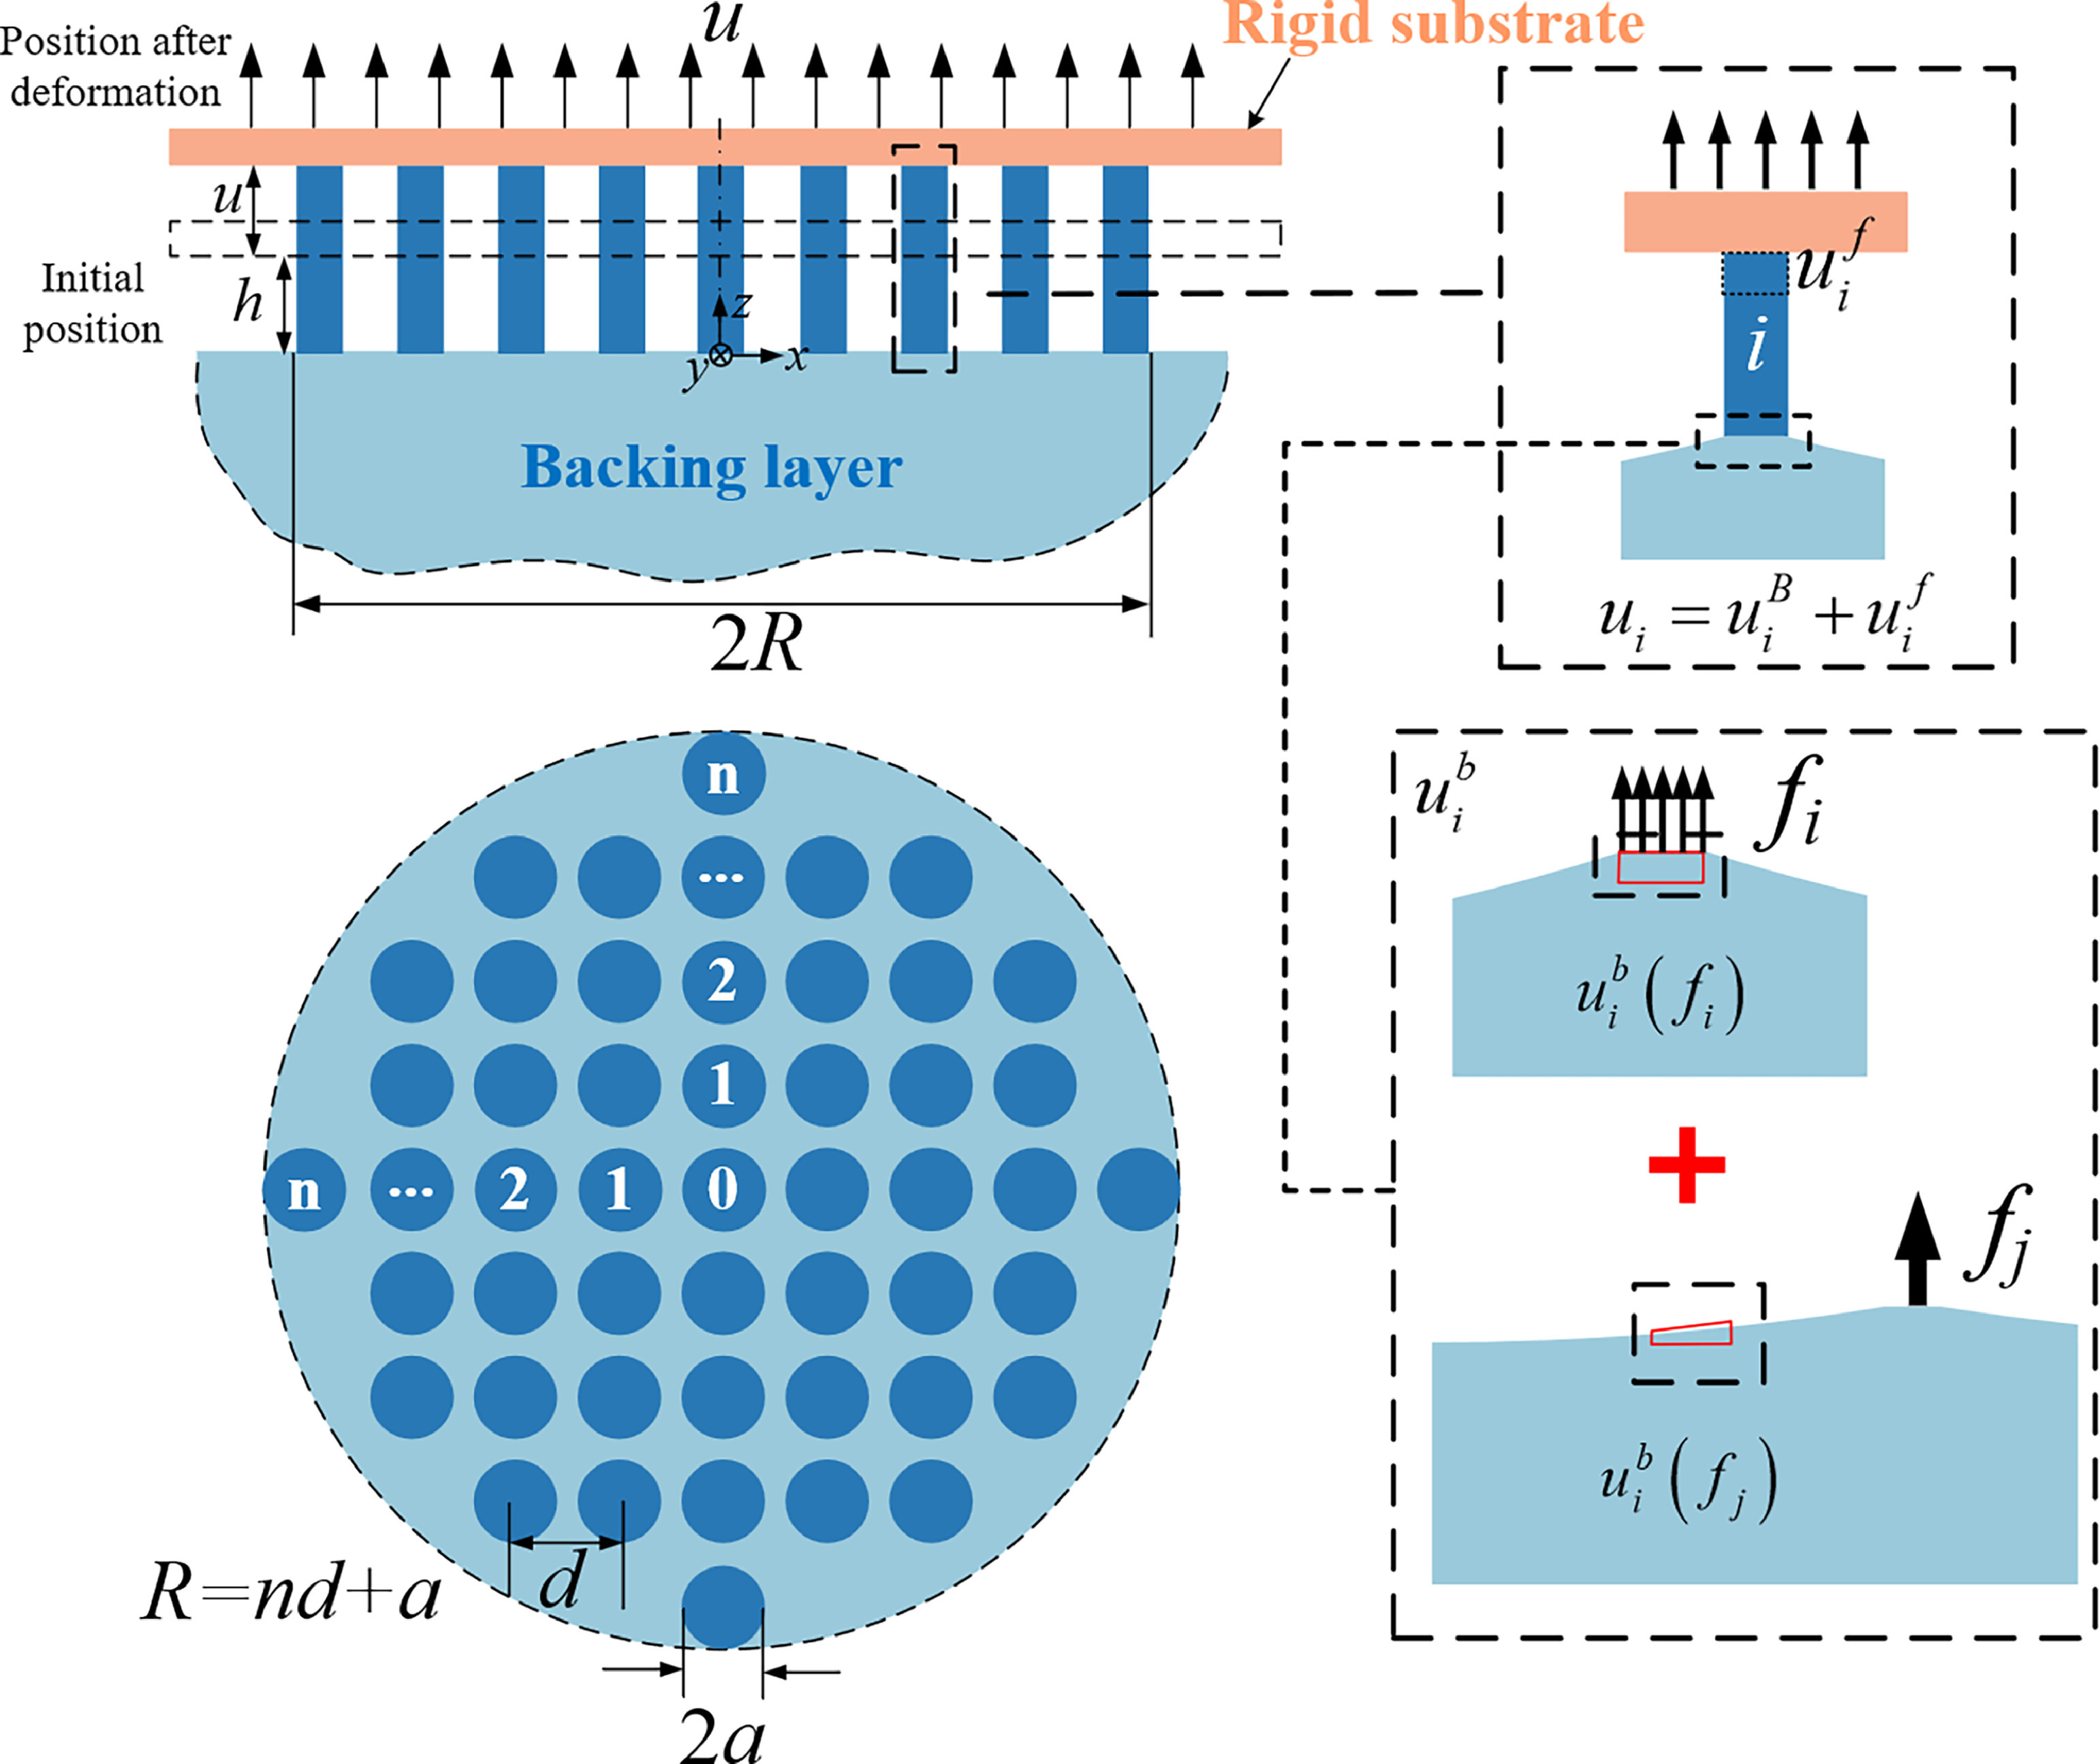 u
Rigid substrate
Position after
deformation
u
Initial
position
h
z
y
x
Backing layer
2R
u_i^f
i
u_i = u_i^B + u_i^f
n
...
2
1
n ... 2 1 0
d
R=nd+a
2a
u_i^b
f_i
u_i^b (f_i)
+
f_j
u_i^b (f_j)